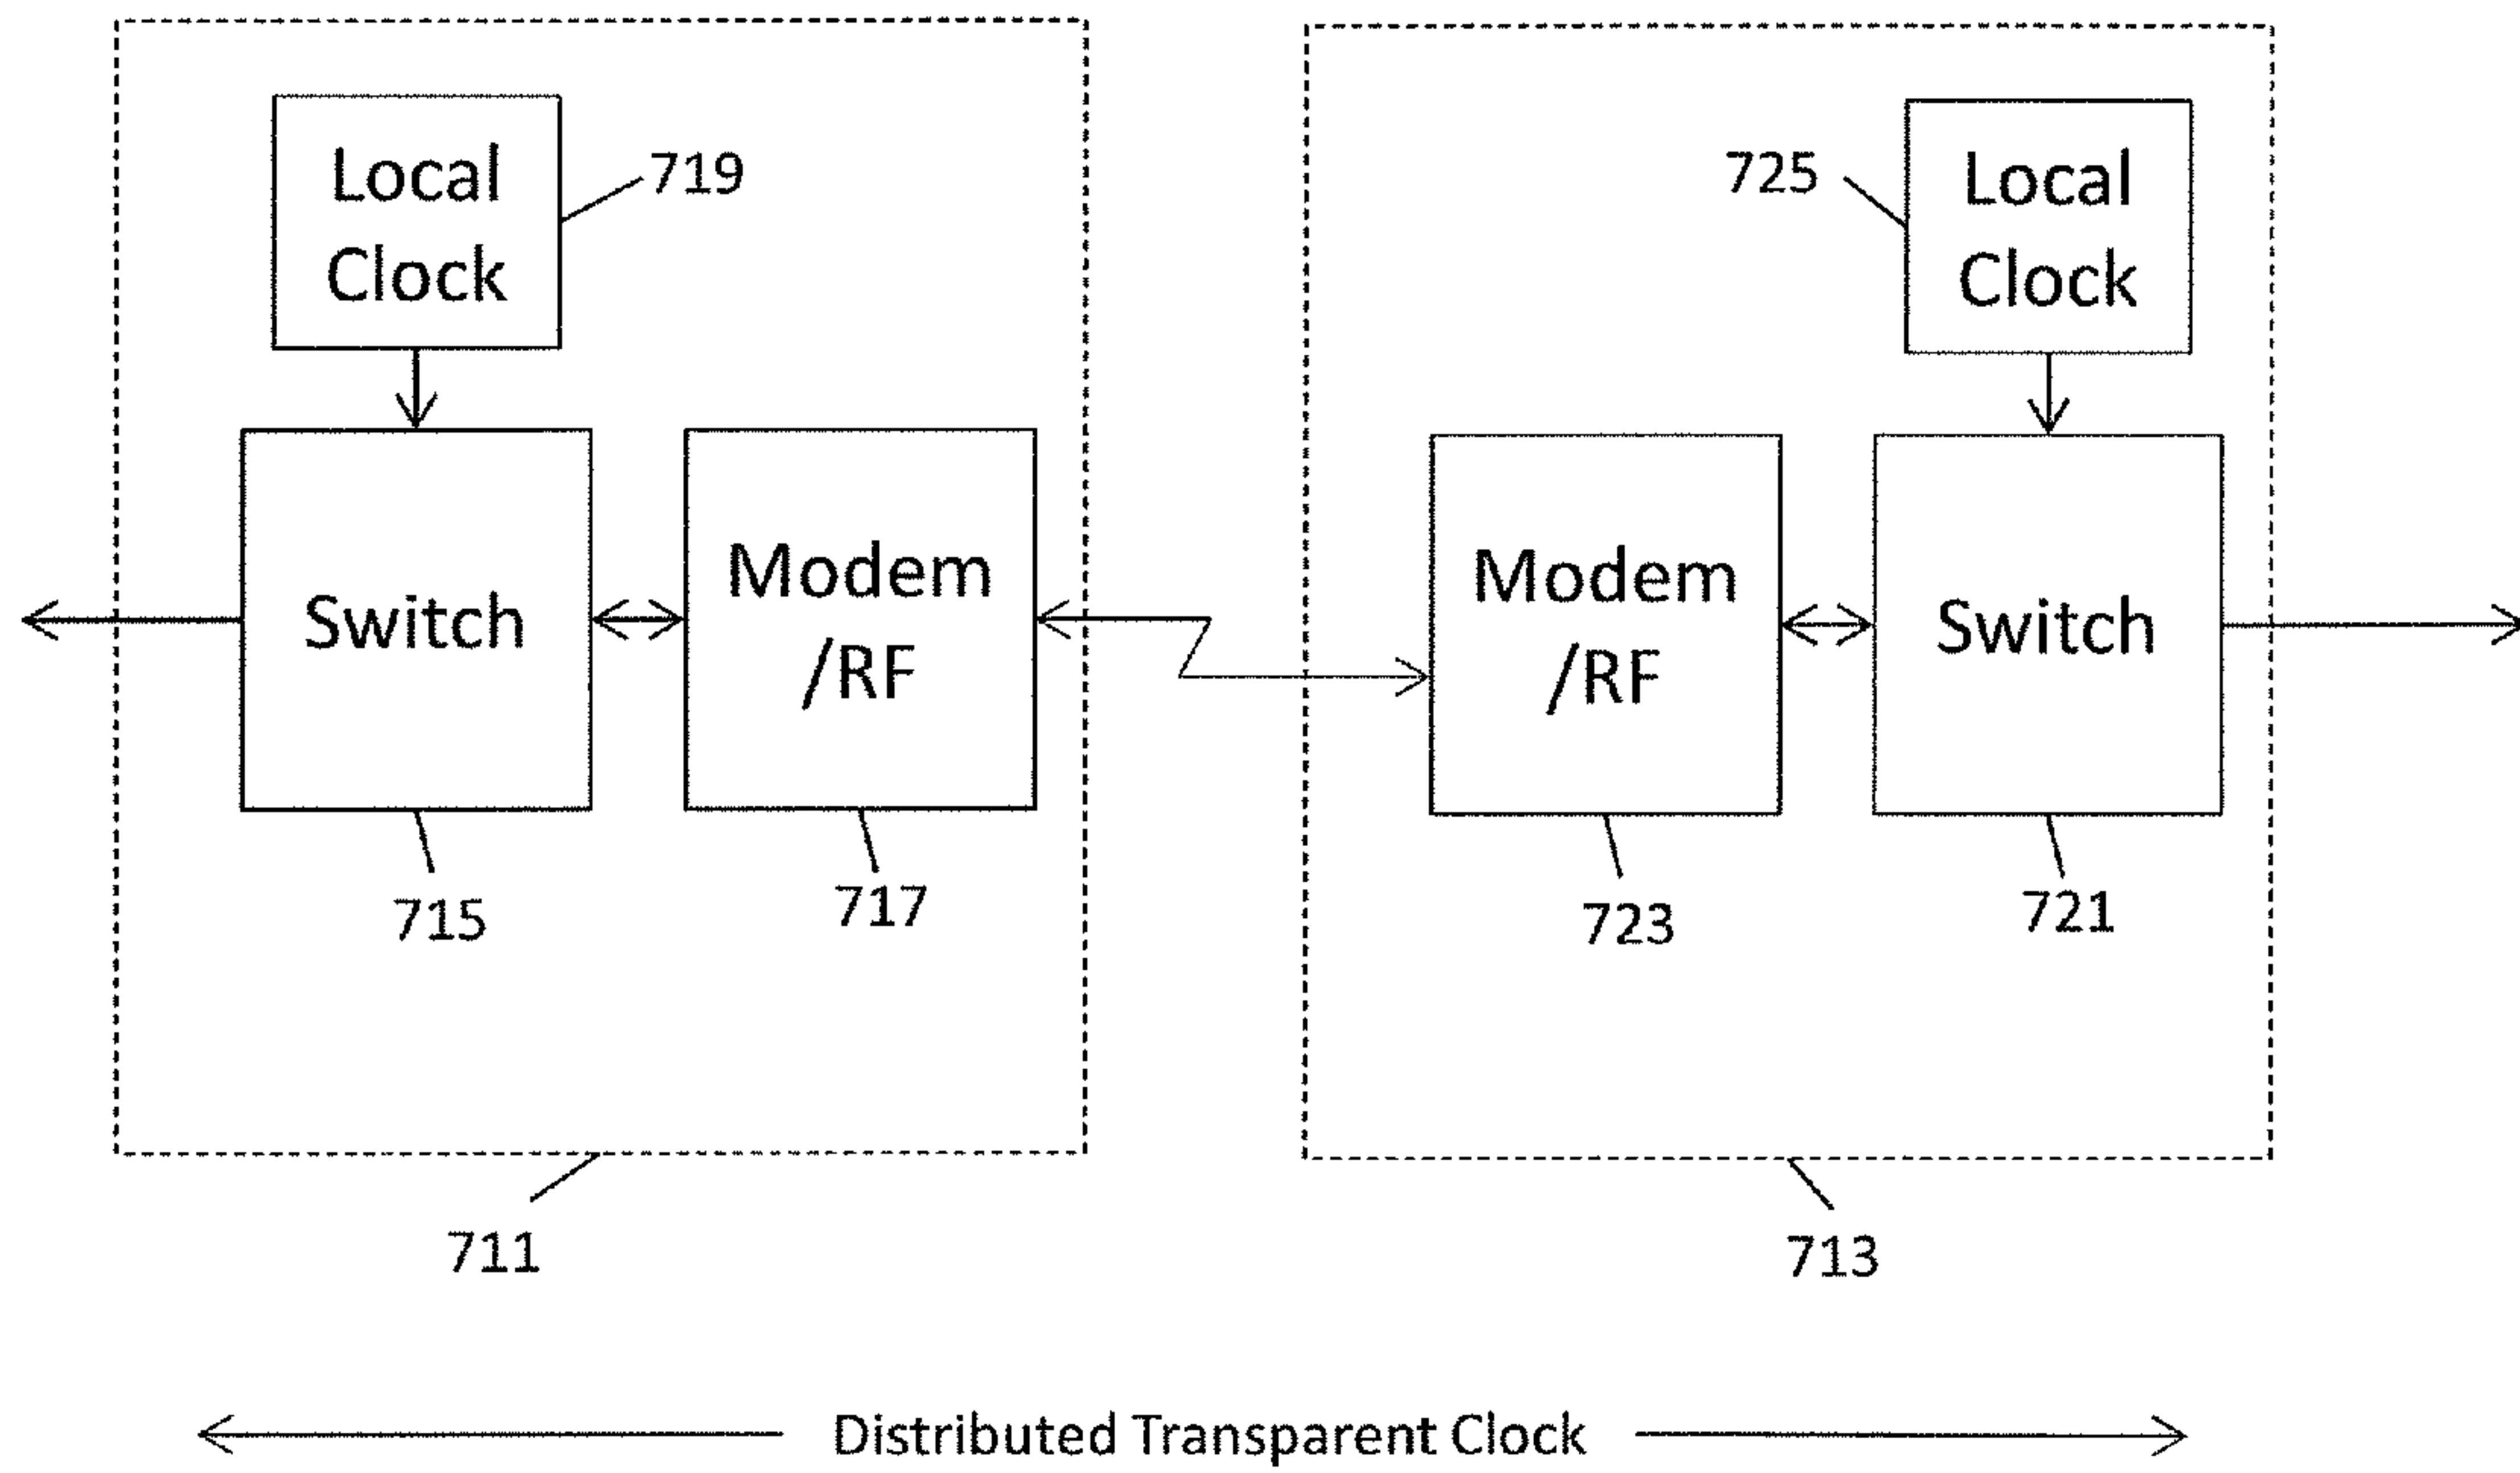 Local
Clock
719
725
Local
Clock
Switch
Modem
/RF
Modem
/RF
Switch
715
717
723
721
711
713
Distributed Transparent Clock